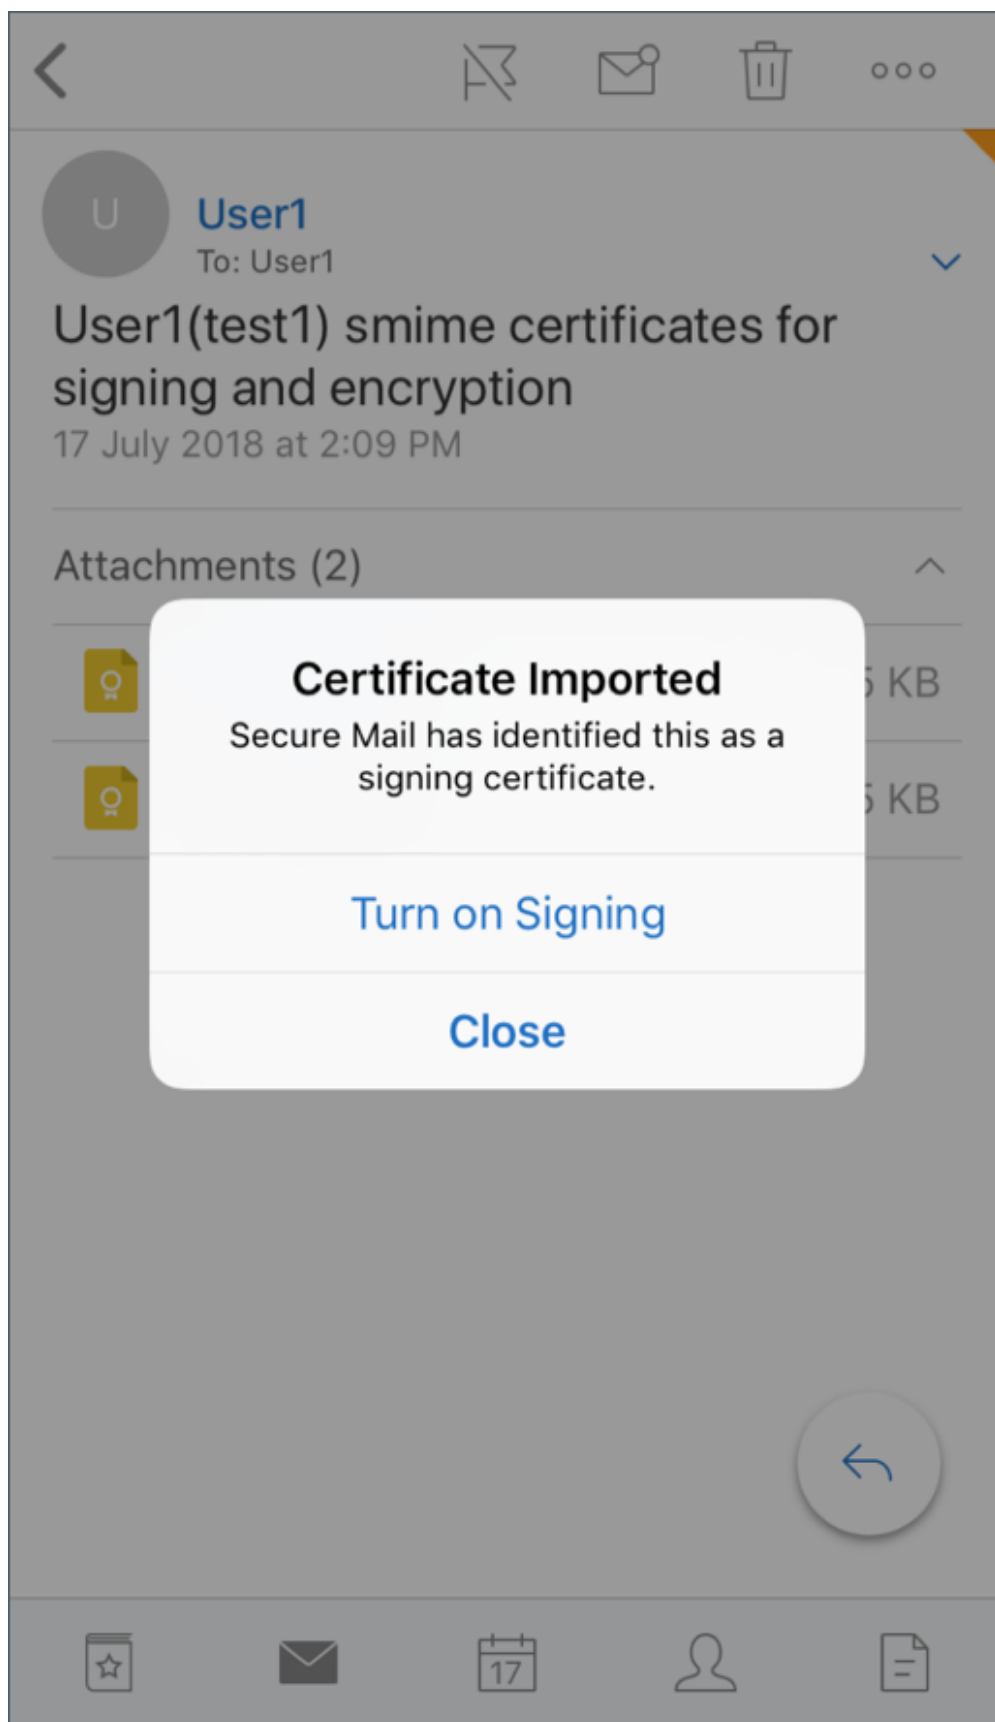 U
User1
To: User1
User1(test1) smime certificates for
signing and encryption
17 July 2018 at 2:09 PM
Attachments (2)
KB
KB
Certificate Imported
Secure Mail has identified this as a
signing certificate.
Turn on Signing
Close
17